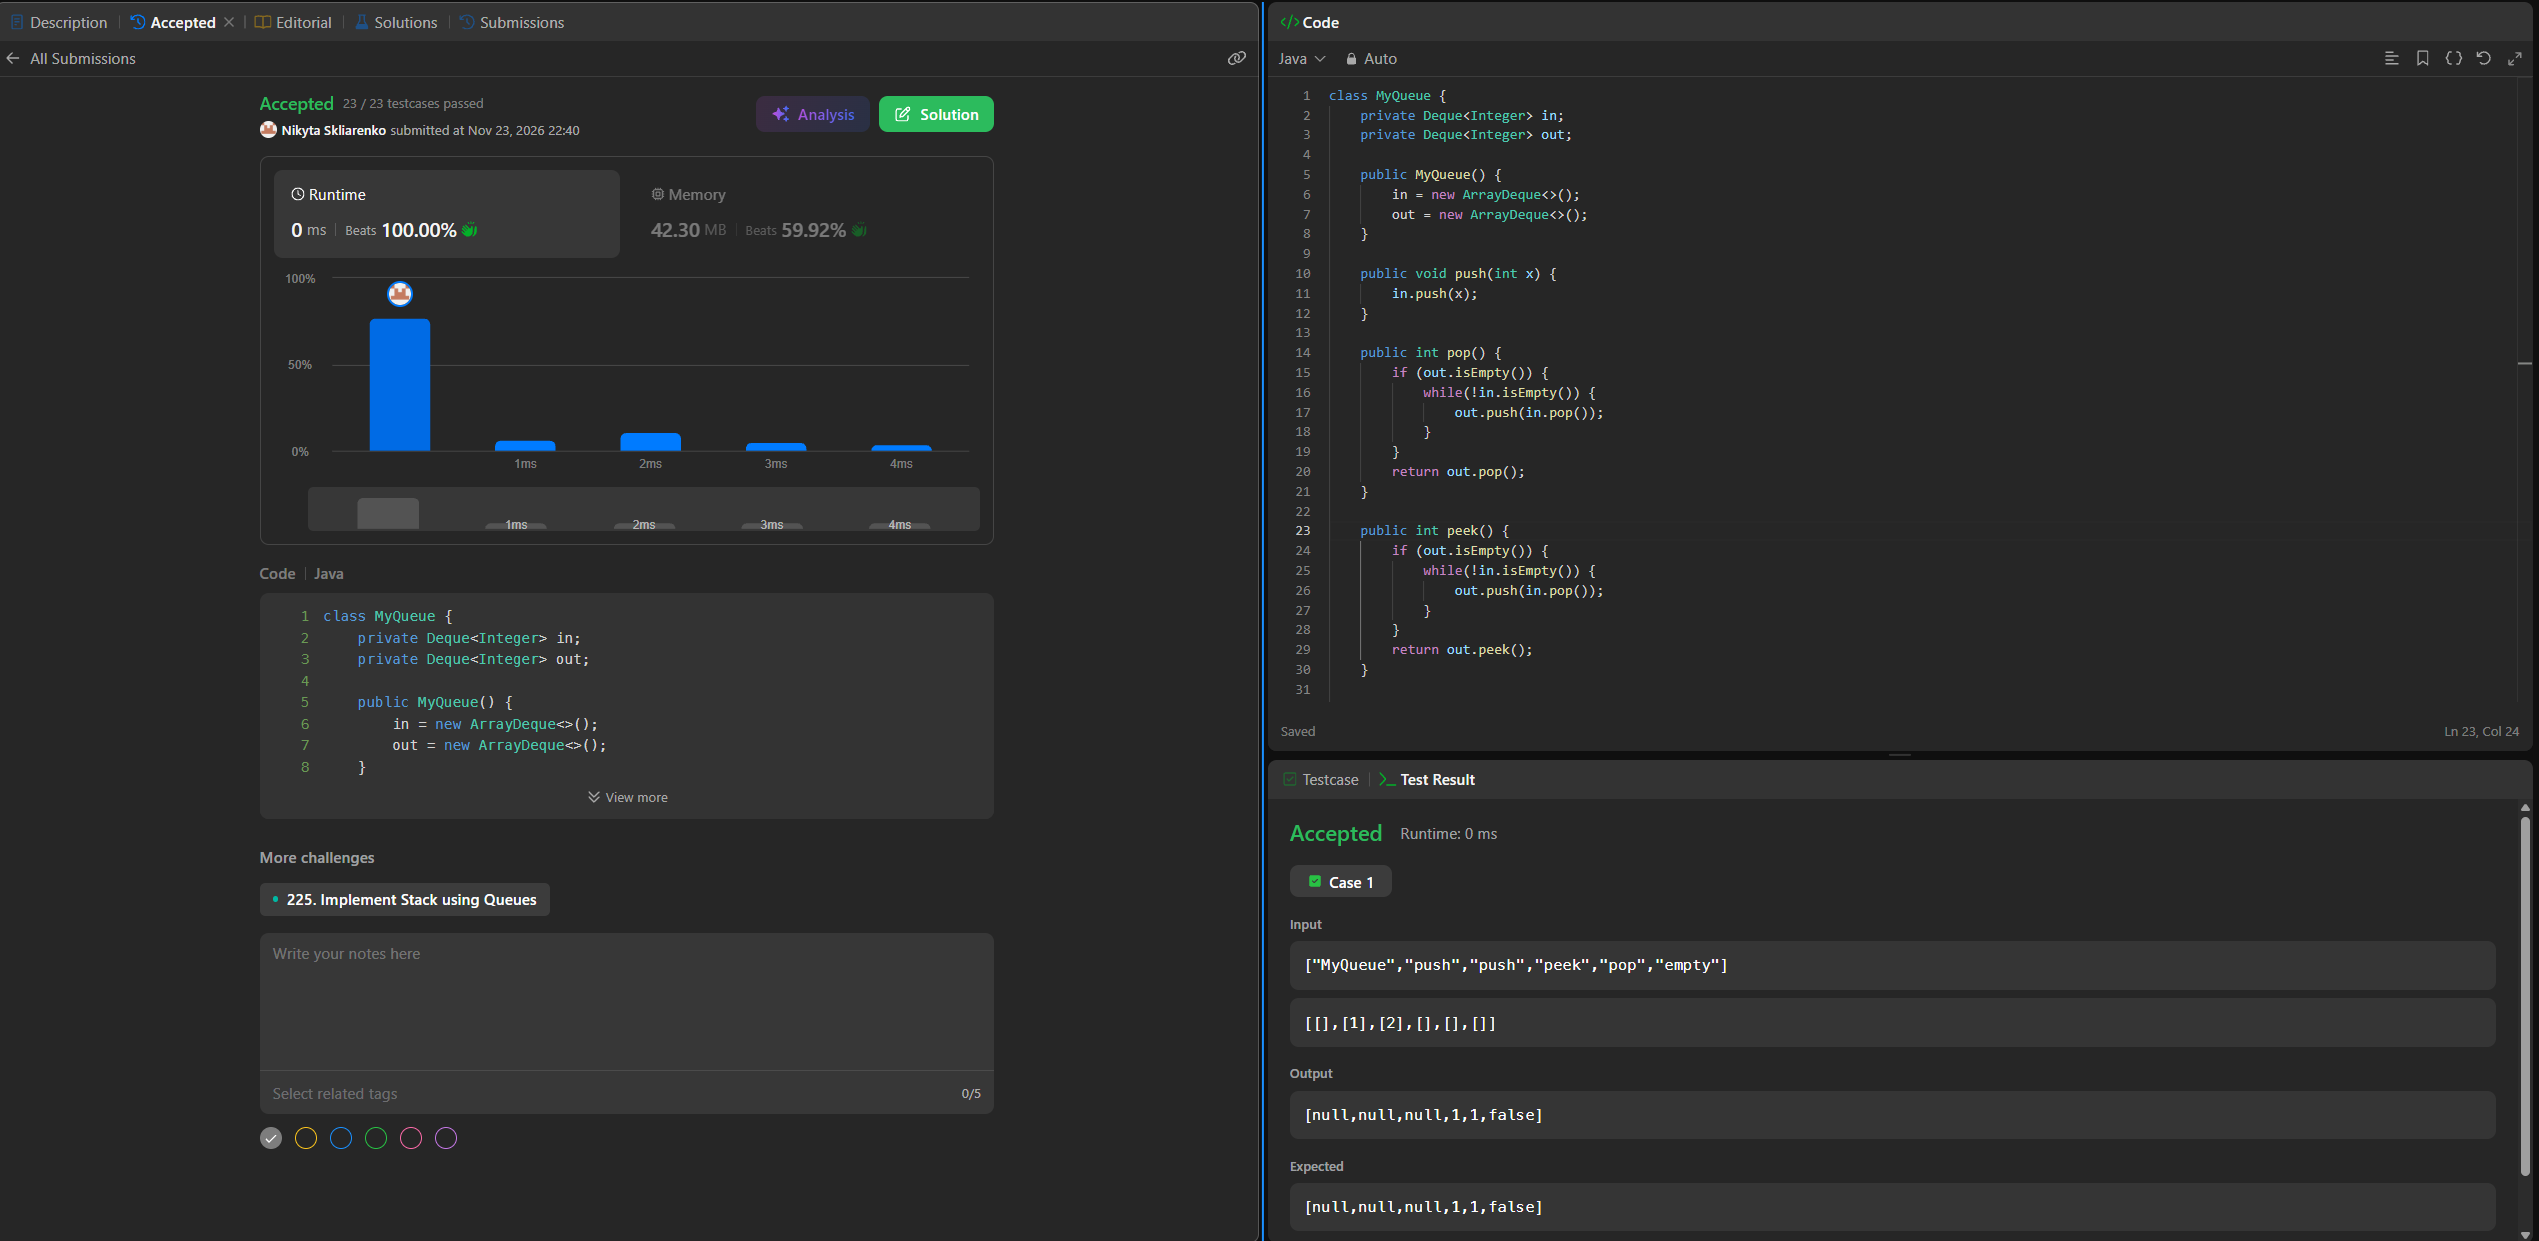 Description
Accepted
Editorial
Solutions
Submissions
All Submissions
Accepted 23 / 23 testcases passed
Nikyta Skliarenko submitted at Nov 23, 2026 22:40
Analysis
Solution
Runtime
0 ms Beats 100.00%
Memory
42.30 MB Beats 59.92%
100%
50%
0%
1ms 2ms 3ms 4ms
1ms 2ms 3ms 4ms
Code Java
1 class MyQueue {
2     private Deque<Integer> in;
3     private Deque<Integer> out;
4
5     public MyQueue() {
6         in = new ArrayDeque<>();
7         out = new ArrayDeque<>();
8     }
View more
More challenges
225. Implement Stack using Queues
Write your notes here
Select related tags 0/5
</> Code
Java Auto
1 class MyQueue {
2     private Deque<Integer> in;
3     private Deque<Integer> out;
4
5     public MyQueue() {
6         in = new ArrayDeque<>();
7         out = new ArrayDeque<>();
8     }
9
10     public void push(int x) {
11         in.push(x);
12     }
13
14     public int pop() {
15         if (out.isEmpty()) {
16             while(!in.isEmpty()) {
17                 out.push(in.pop());
18             }
19         }
20         return out.pop();
21     }
22
23     public int peek() {
24         if (out.isEmpty()) {
25             while(!in.isEmpty()) {
26                 out.push(in.pop());
27             }
28         }
29         return out.peek();
30     }
31
Saved Ln 23, Col 24
Testcase
Test Result
Accepted Runtime: 0 ms
Case 1
Input
["MyQueue","push","push","peek","pop","empty"]
[[],[1],[2],[],[],[]]
Output
[null,null,null,1,1,false]
Expected
[null,null,null,1,1,false]